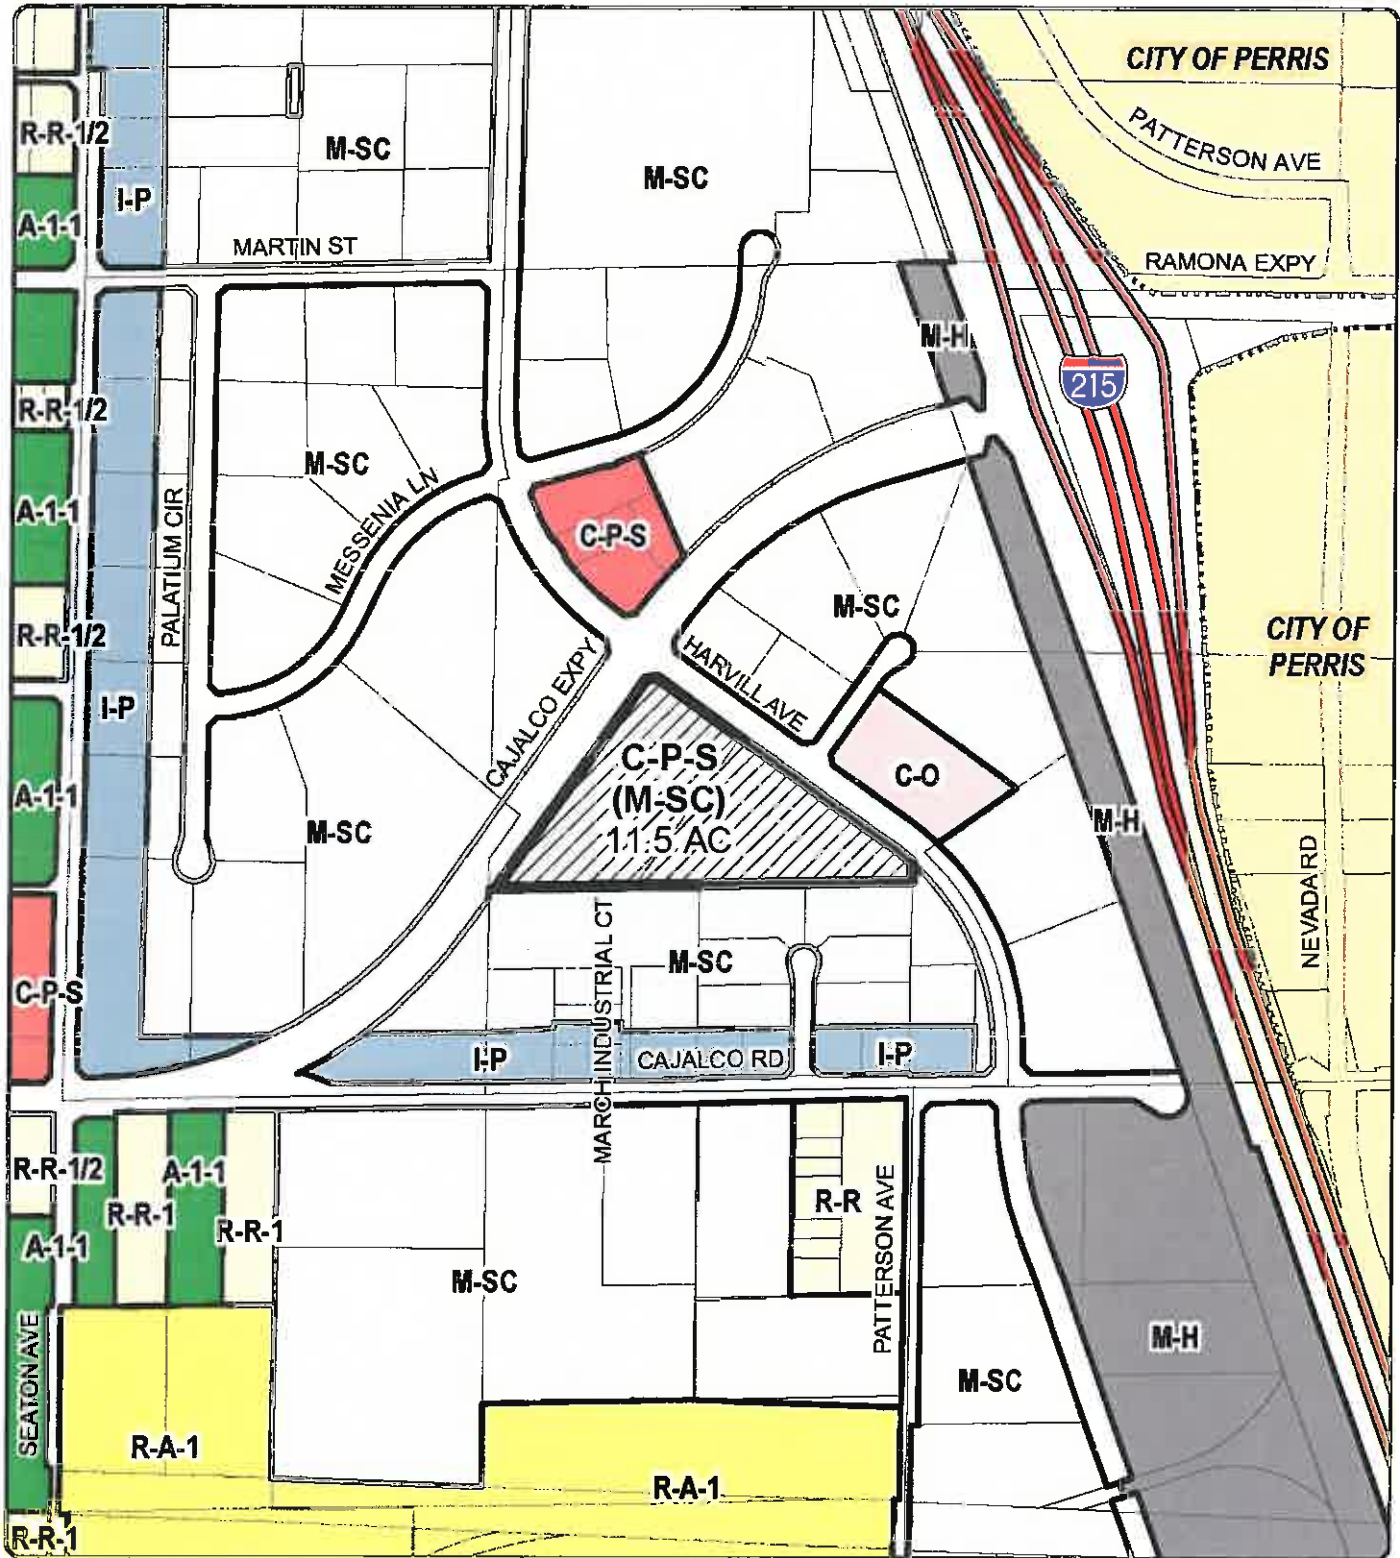 CITY OF PERRIS
PATTERSON AVE
R-R-1/2
M-SC
M-SC
I-P
A-1-1
MARTIN ST
RAMONA EXPY
M-H
215
R-R-1/2
M-SC
MESSENIA LN
A-1-1
PALATIUM CIR
C-P-S
M-SC
R-R-1/2
CITY OF
PERRIS
HARVILL AVE
I-P
CAJALCO EXPY
C-P-S
(M-SC)
11.5 AC
C-O
A-1-1
M-SC
M-H
NEVADA RD
M-SC
C-P-S
MARCH INDUSTRIAL CT
I-P
CAJALCO RD
I-P
R-R-1/2
A-1-1
R-R-1
R-R-1
R-R
PATTERSON AVE
A-1-1
M-SC
M-H
SEATON AVE
M-SC
R-A-1
R-A-1
R-R-1